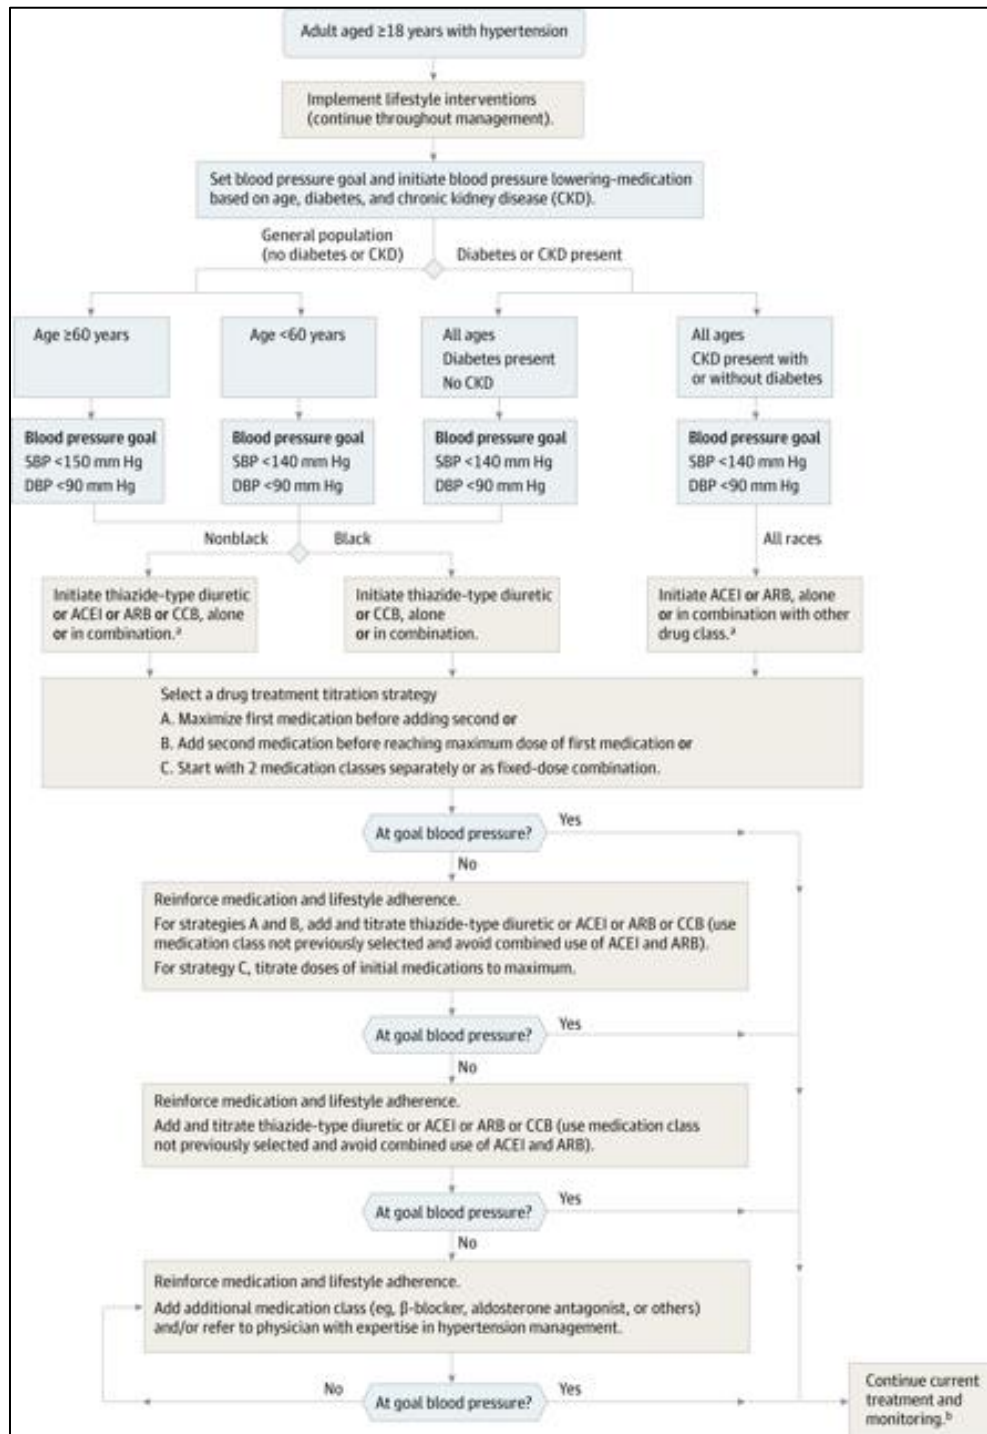 Adult aged ≥18 years with hypertension
Implement lifestyle interventions
(continue throughout management).
Set blood pressure goal and initiate blood pressure lowering-medication
based on age, diabetes, and chronic kidney disease (CKD).
General population
(no diabetes or CKD)
Diabetes or CKD present
Age ≥60 years
Age <60 years
All ages
Diabetes present
No CKD
All ages
CKD present with
or without diabetes
Blood pressure goal
SBP <150 mm Hg
DBP <90 mm Hg
Blood pressure goal
SBP <140 mm Hg
DBP <90 mm Hg
Blood pressure goal
SBP <140 mm Hg
DBP <90 mm Hg
Blood pressure goal
SBP <140 mm Hg
DBP <90 mm Hg
Nonblack
Black
All races
Initiate thiazide-type diuretic
or ACEI or ARB or CCB, alone
or in combination.ᵃ
Initiate thiazide-type diuretic
or CCB, alone
or in combination.
Initiate ACEI or ARB, alone
or in combination with other
drug class.ᵃ
Select a drug treatment titration strategy
A. Maximize first medication before adding second or
B. Add second medication before reaching maximum dose of first medication or
C. Start with 2 medication classes separately or as fixed-dose combination.
At goal blood pressure?
Yes
No
Reinforce medication and lifestyle adherence.
For strategies A and B, add and titrate thiazide-type diuretic or ACEI or ARB or CCB (use
medication class not previously selected and avoid combined use of ACEI and ARB).
For strategy C, titrate doses of initial medications to maximum.
At goal blood pressure?
Yes
No
Reinforce medication and lifestyle adherence.
Add and titrate thiazide-type diuretic or ACEI or ARB or CCB (use medication class
not previously selected and avoid combined use of ACEI and ARB).
At goal blood pressure?
Yes
No
Reinforce medication and lifestyle adherence.
Add additional medication class (eg, β-blocker, aldosterone antagonist, or others)
and/or refer to physician with expertise in hypertension management.
No
At goal blood pressure?
Yes
Continue current
treatment and
monitoring.ᵇ